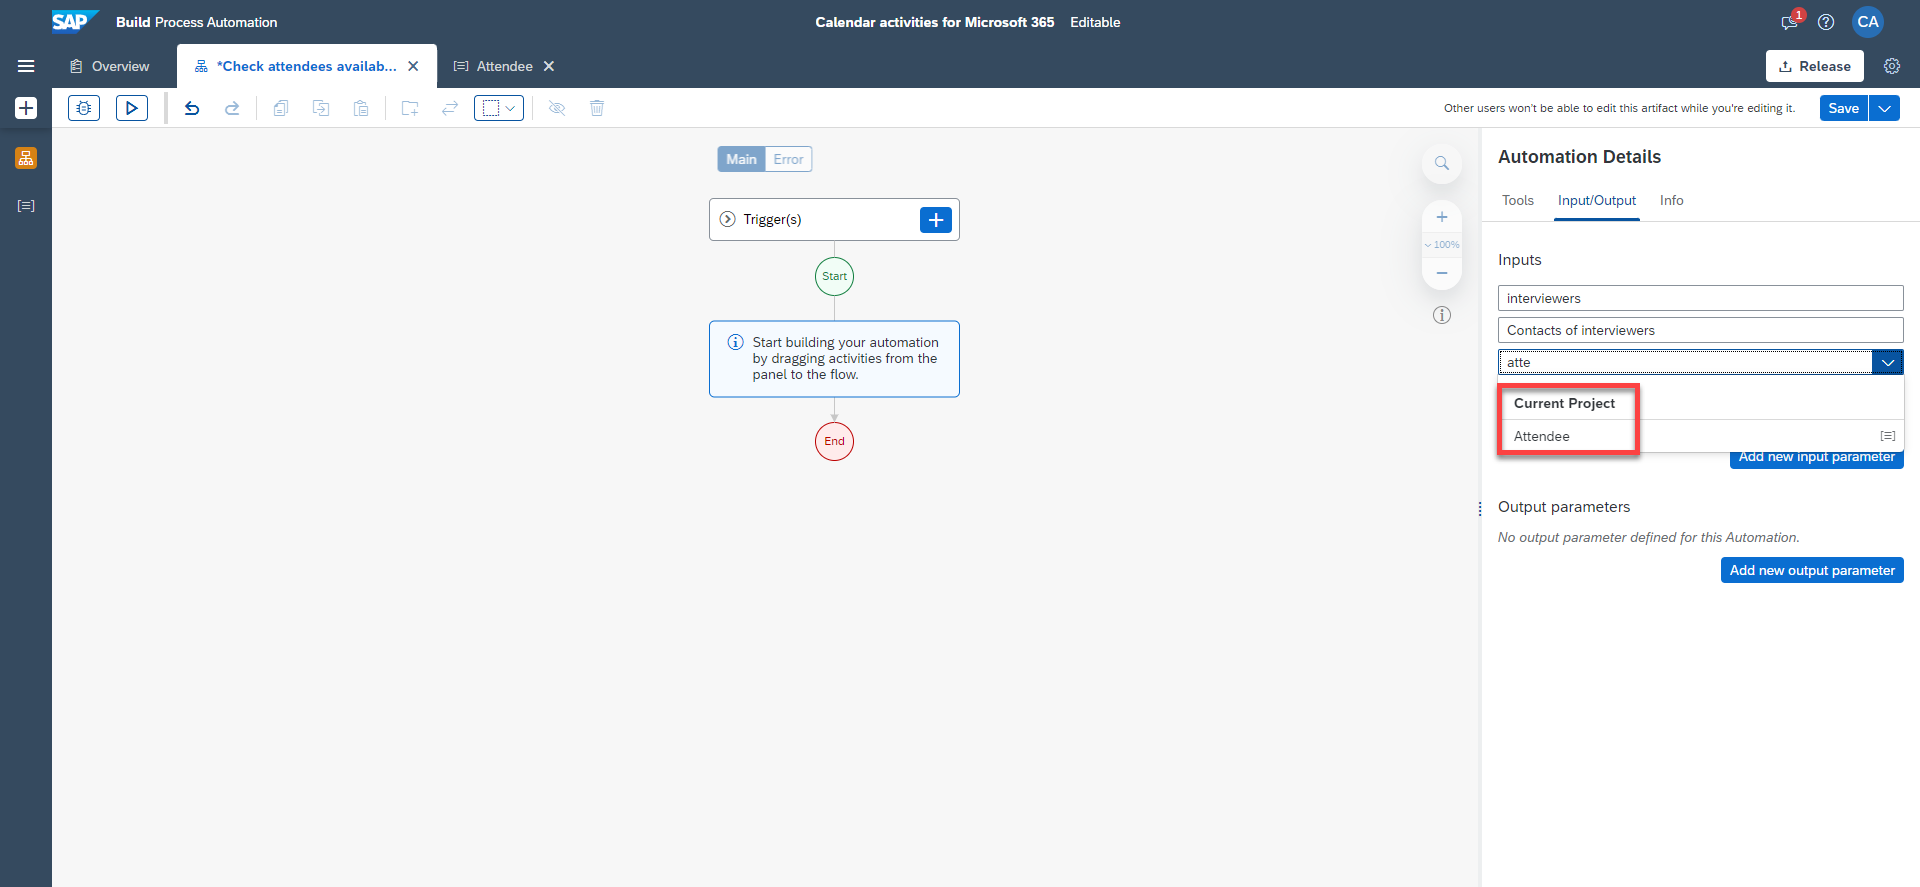 SAP Build Process Automation
Calendar activities for Microsoft 365 Editable
1
CA
Overview
*Check attendees availab...
Attendee
Release
Other users won't be able to edit this artifact while you're editing it.
Save
Main Error
Trigger(s)
Start
Start building your automation
by dragging activities from the
panel to the flow.
End
100%
Automation Details
Tools Input/Output Info
Inputs
interviewers
Contacts of interviewers
atte
Current Project
Attendee
Add new input parameter
Output parameters
No output parameter defined for this Automation.
Add new output parameter